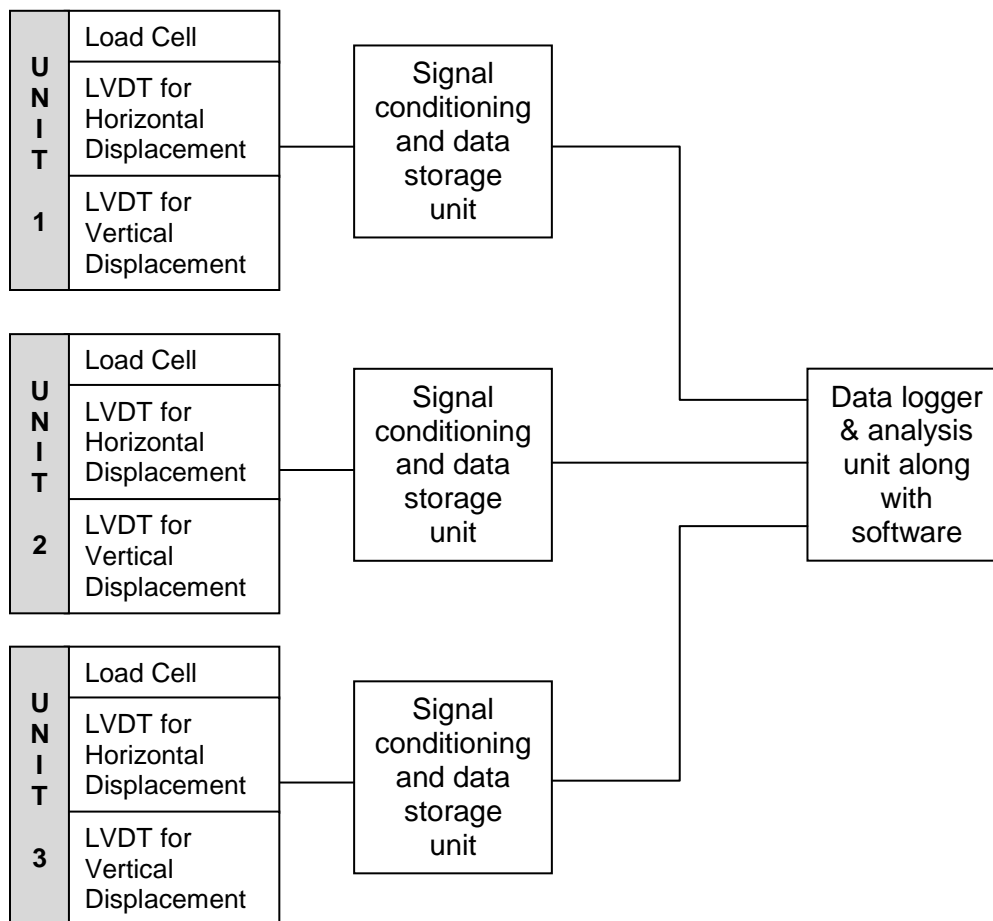 U
N
I
T
1
Load Cell
LVDT for
Horizontal
Displacement
LVDT for
Vertical
Displacement
Signal
conditioning
and data
storage
unit
U
N
I
T
2
Load Cell
LVDT for
Horizontal
Displacement
LVDT for
Vertical
Displacement
Signal
conditioning
and data
storage
unit
U
N
I
T
3
Load Cell
LVDT for
Horizontal
Displacement
LVDT for
Vertical
Displacement
Signal
conditioning
and data
storage
unit
Data logger
& analysis
unit along
with
software